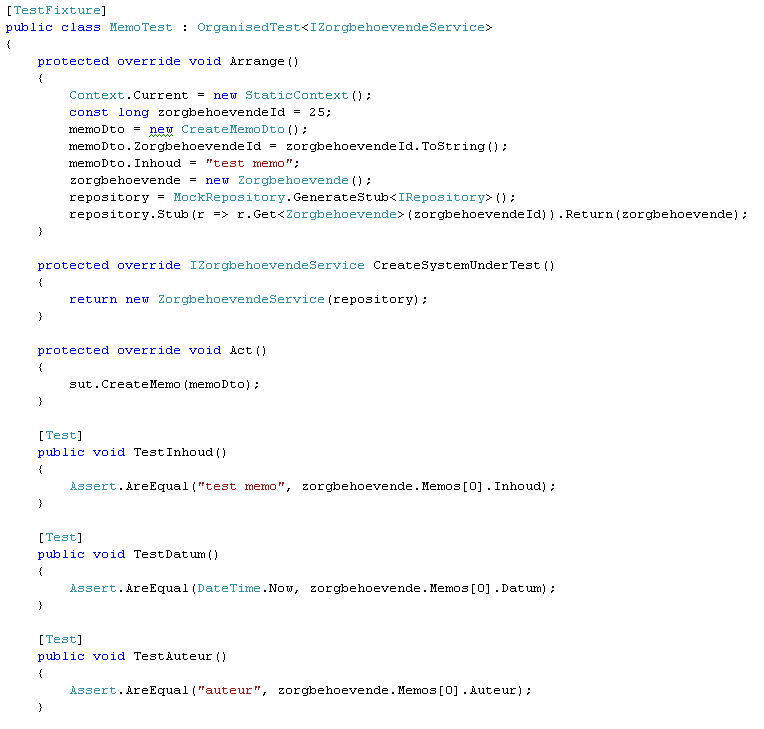 [TestFixture]
public class MemoTest : OrganisedTest<IZorgbehoevendeService>
{
    protected override void Arrange()
    {
        Context.Current = new StaticContext();
        const long zorgbehoevendeId = 25;
        memoDto = new CreateMemoDto();
        memoDto.ZorgbehoevendeId = zorgbehoevendeId.ToString();
        memoDto.Inhoud = "test memo";
        zorgbehoevende = new Zorgbehoevende();
        repository = MockRepository.GenerateStub<IRepository>();
        repository.Stub(r => r.Get<Zorgbehoevende>(zorgbehoevendeId)).Return(zorgbehoevende);
    }

    protected override IZorgbehoevendeService CreateSystemUnderTest()
    {
        return new ZorgbehoevendeService(repository);
    }

    protected override void Act()
    {
        sut.CreateMemo(memoDto);
    }

    [Test]
    public void TestInhoud()
    {
        Assert.AreEqual("test memo", zorgbehoevende.Memos[0].Inhoud);
    }

    [Test]
    public void TestDatum()
    {
        Assert.AreEqual(DateTime.Now, zorgbehoevende.Memos[0].Datum);
    }

    [Test]
    public void TestAuteur()
    {
        Assert.AreEqual("auteur", zorgbehoevende.Memos[0].Auteur);
    }